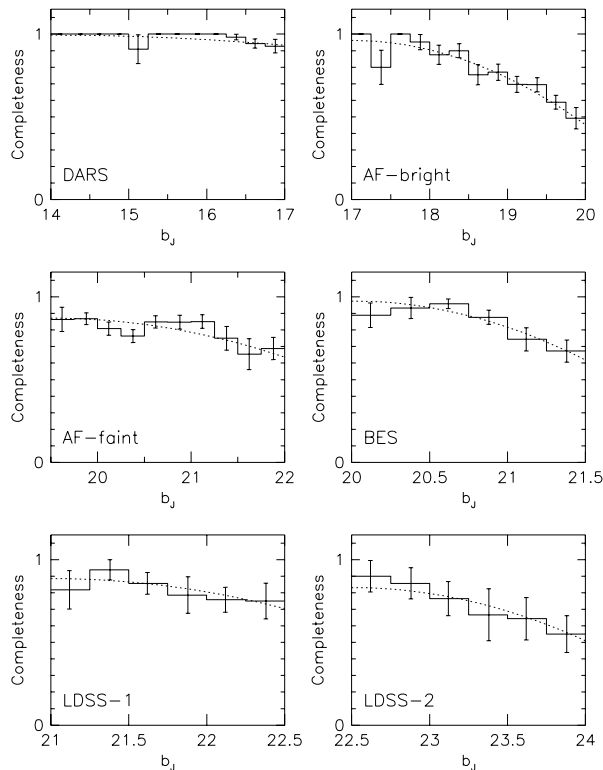 1
Completeness
0
DARS
14
15
16
17
b_J
1
Completeness
0
AF-bright
17
18
19
20
b_J
1
Completeness
0
AF-faint
20
21
22
b_J
1
Completeness
0
BES
20
20.5
21
21.5
b_J
1
Completeness
0
LDSS-1
21
21.5
22
22.5
b_J
1
Completeness
0
LDSS-2
22.5
23
23.5
24
b_J